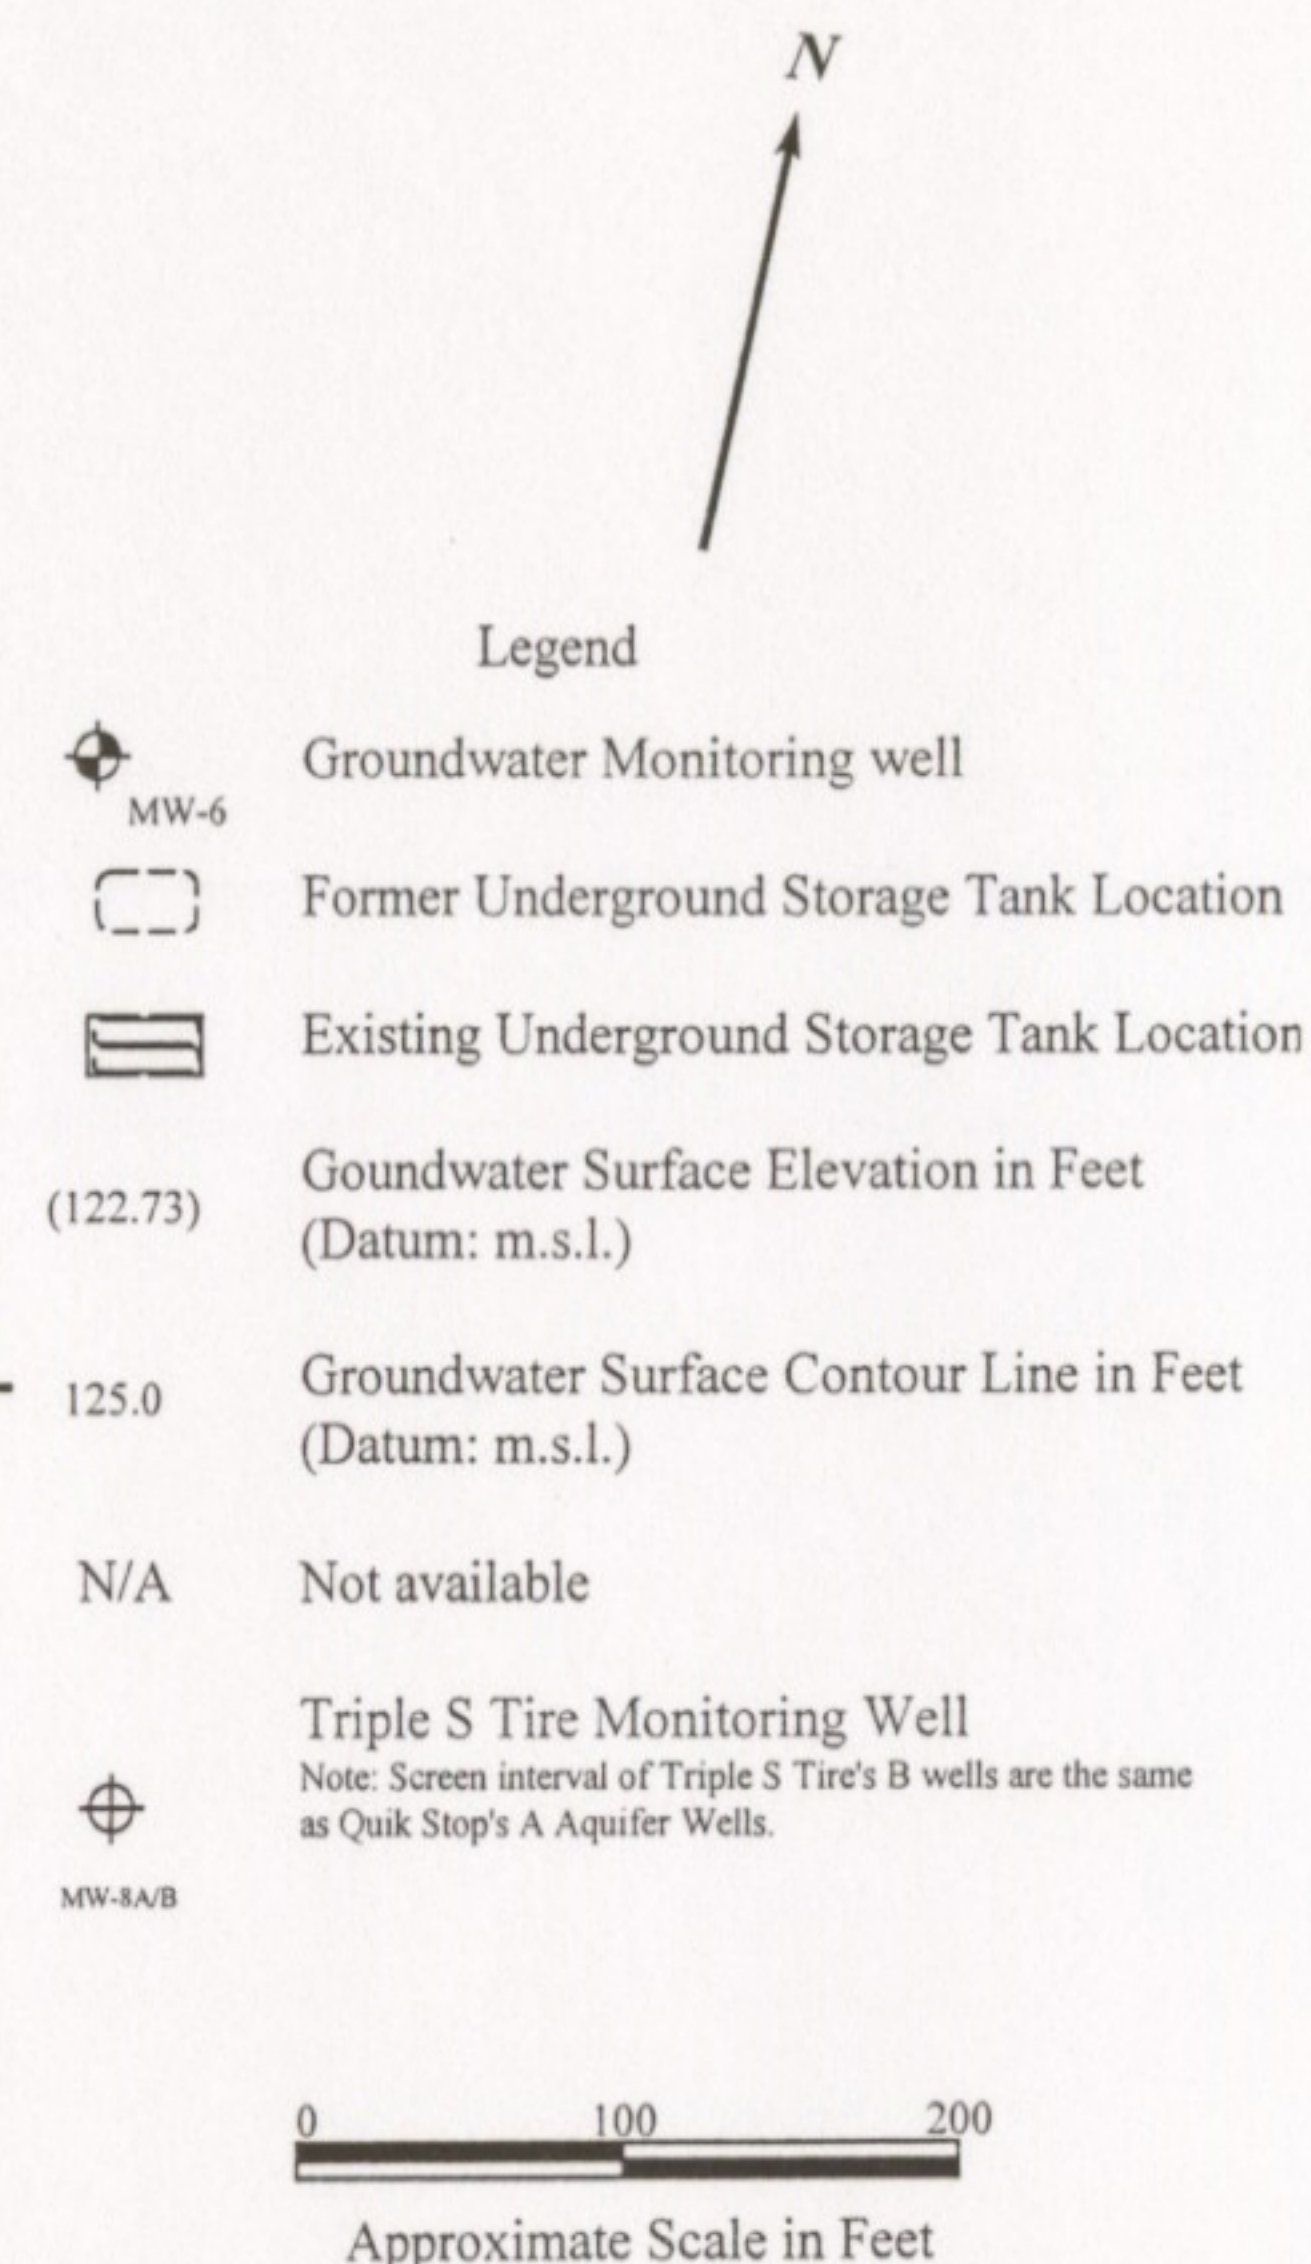 N
Legend
Groundwater Monitoring well
MW-6
Former Underground Storage Tank Location
Existing Underground Storage Tank Location
Goundwater Surface Elevation in Feet
(122.73)
(Datum: m.s.l.)
Groundwater Surface Contour Line in Feet
125.0
(Datum: m.s.l.)
N/A Not available
Triple S Tire Monitoring Well
Note: Screen interval of Triple S Tire's B wells are the same
as Quik Stop's A Aquifer Wells.
MW-8A/B
0 100 200
Approximate Scale in Feet